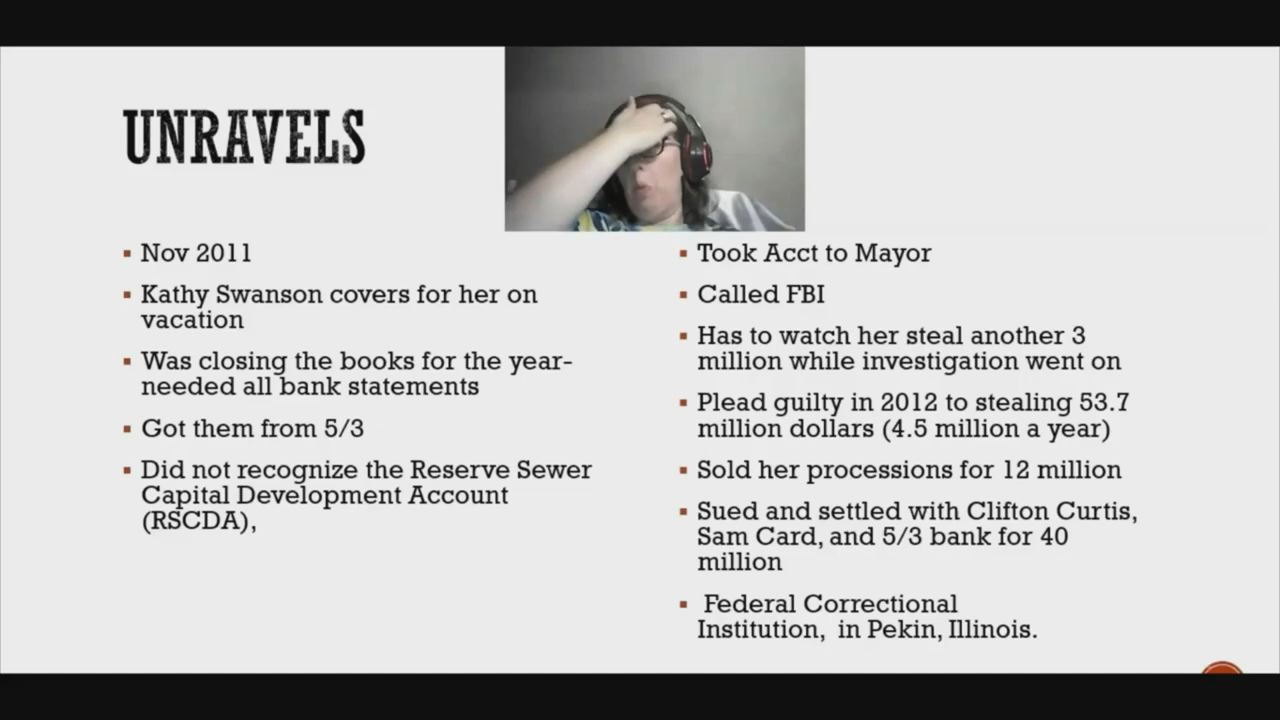 UNRAVELS
Nov 2011
Kathy Swanson covers for her on
vacation
Was closing the books for the year-
needed all bank statements
Got them from 5/3
Did not recognize the Reserve Sewer
Capital Development Account
(RSCDA),
Took Acct to Mayor
Called FBI
Has to watch her steal another 3
million while investigation went on
Plead guilty in 2012 to stealing 53.7
million dollars (4.5 million a year)
Sold her processions for 12 million
Sued and settled with Clifton Curtis,
Sam Card, and 5/3 bank for 40
million
Federal Correctional
Institution, in Pekin, Illinois.